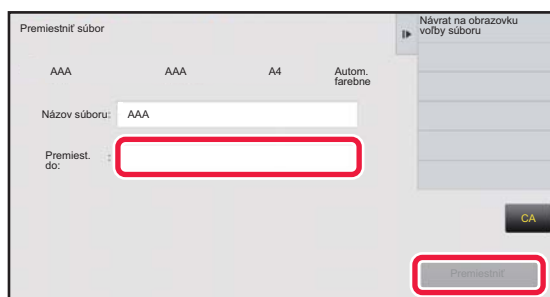 Premiestniť súbor
Návrat na obrazovku
voľby súboru
AAA AAA A4 Autom.
farebne
Názov súboru: AAA
Premiest. :
do:
CA
Premiestniť